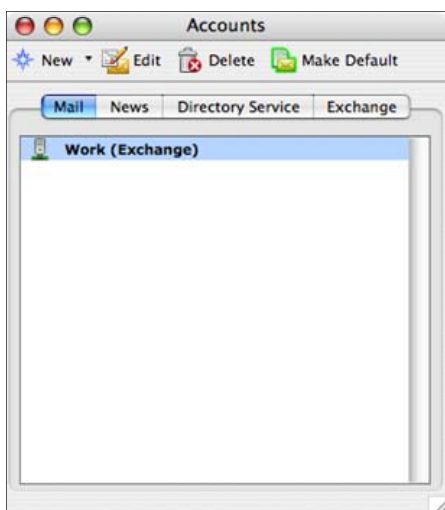 Accounts
New Edit Delete Make Default
Mail News Directory Service Exchange
Work (Exchange)